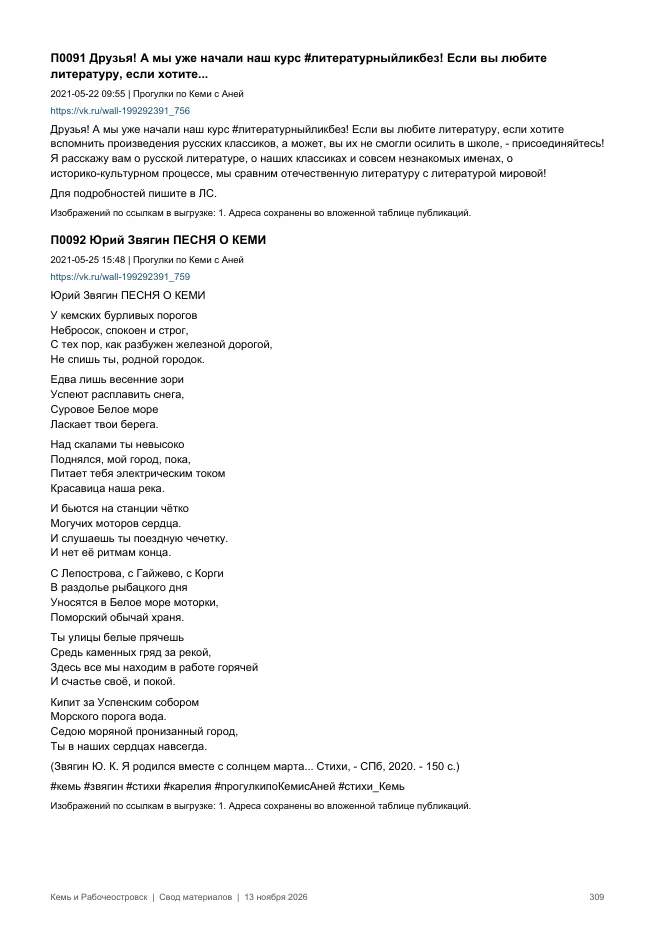 П0091 Друзья! А мы уже начали наш курс #литературныйликбез! Если вы любите
литературу, если хотите...
2021-05-22 09:55 | Прогулки по Кеми с Аней
https://vk.ru/wall-199292391_756
Друзья! А мы уже начали наш курс #литературныйликбез! Если вы любите литературу, если хотите
вспомнить произведения русских классиков, а может, вы их не смогли осилить в школе, - присоединяйтесь!
Я расскажу вам о русской литературе, о наших классиках и совсем незнакомых именах, о
историко-культурном процессе, мы сравним отечественную литературу с литературой мировой!
Для подробностей пишите в ЛС.
Изображений по ссылкам в выгрузке: 1. Адреса сохранены во вложенной таблице публикаций.
П0092 Юрий Звягин ПЕСНЯ О КЕМИ
2021-05-25 15:48 | Прогулки по Кеми с Аней
https://vk.ru/wall-199292391_759
Юрий Звягин ПЕСНЯ О КЕМИ
У кемских бурливых порогов
Небросок, спокоен и строг,
С тех пор, как разбужен железной дорогой,
Не спишь ты, родной городок.
Едва лишь весенние зори
Успеют расплавить снега,
Суровое Белое море
Ласкает твои берега.
Над скалами ты невысоко
Поднялся, мой город, пока,
Питает тебя электрическим током
Красавица наша река.
И бьются на станции чётко
Могучих моторов сердца.
И слушаешь ты поездную чечетку.
И нет её ритмам конца.
С Лепострова, с Гайжево, с Корги
В раздолье рыбацкого дня
Уносятся в Белое море моторки,
Поморский обычай храня.
Ты улицы белые прячешь
Средь каменных гряд за рекой,
Здесь все мы находим в работе горячей
И счастье своё, и покой.
Кипит за Успенским собором
Морского порога вода.
Седою моряной пронизанный город,
Ты в наших сердцах навсегда.
(Звягин Ю. К. Я родился вместе с солнцем марта... Стихи, - СПб, 2020. - 150 с.)
#кемь #звягин #стихи #карелия #прогулкипоКемисАней #стихи_Кемь
Изображений по ссылкам в выгрузке: 1. Адреса сохранены во вложенной таблице публикаций.
Кемь и Рабочеостровск | Свод материалов | 13 ноября 2026
309